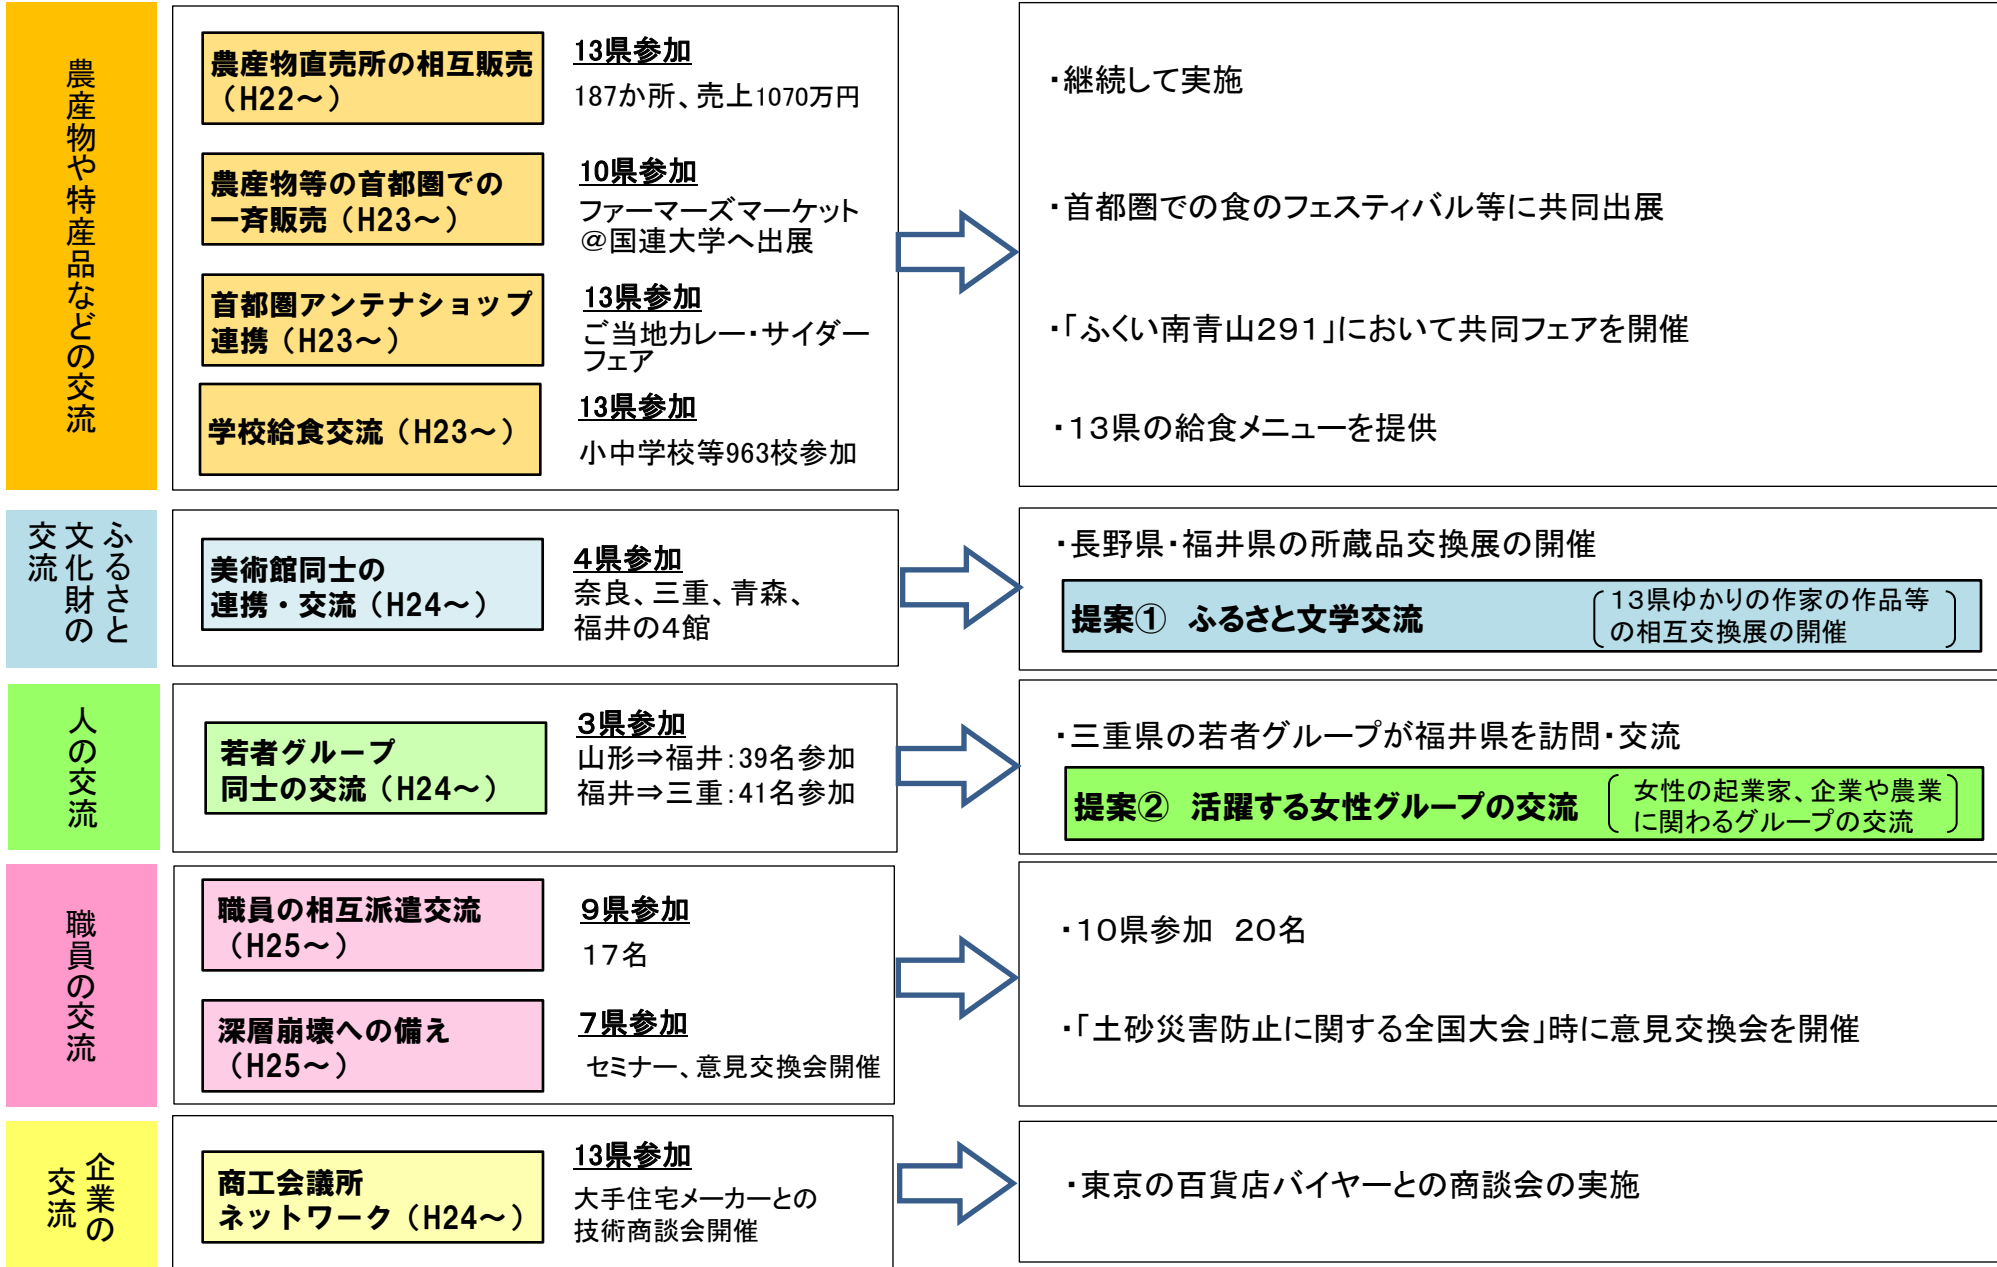 農産物や特産品などの交流
農産物直売所の相互販売
（H22～）
13県参加
187か所、売上1070万円
農産物等の首都圏での
一斉販売（H23～）
10県参加
ファーマーズマーケット
＠国連大学へ出展
首都圏アンテナショップ
連携（H23～）
13県参加
ご当地カレー・サイダー
フェア
学校給食交流（H23～）
13県参加
小中学校等963校参加
・継続して実施
・首都圏での食のフェスティバル等に共同出展
・「ふくい南青山２９１」において共同フェアを開催
・１３県の給食メニューを提供
ふるさと
文化財の
交流
美術館同士の
連携・交流（H24～）
４県参加
奈良、三重、青森、
福井の４館
・長野県・福井県の所蔵品交換展の開催
提案① ふるさと文学交流
１３県ゆかりの作家の作品等
の相互交換展の開催
人の交流
若者グループ
同士の交流（H24～）
３県参加
山形⇒福井：39名参加
福井⇒三重：41名参加
・三重県の若者グループが福井県を訪問・交流
提案② 活躍する女性グループの交流
女性の起業家、企業や農業
に関わるグループの交流
職員の交流
職員の相互派遣交流
（H25～）
９県参加
１７名
深層崩壊への備え
（H25～）
７県参加
セミナー、意見交換会開催
・１０県参加 ２０名
・「土砂災害防止に関する全国大会」時に意見交換会を開催
企業の
交流
商工会議所
ネットワーク（H24～）
13県参加
大手住宅メーカーとの
技術商談会開催
・東京の百貨店バイヤーとの商談会の実施